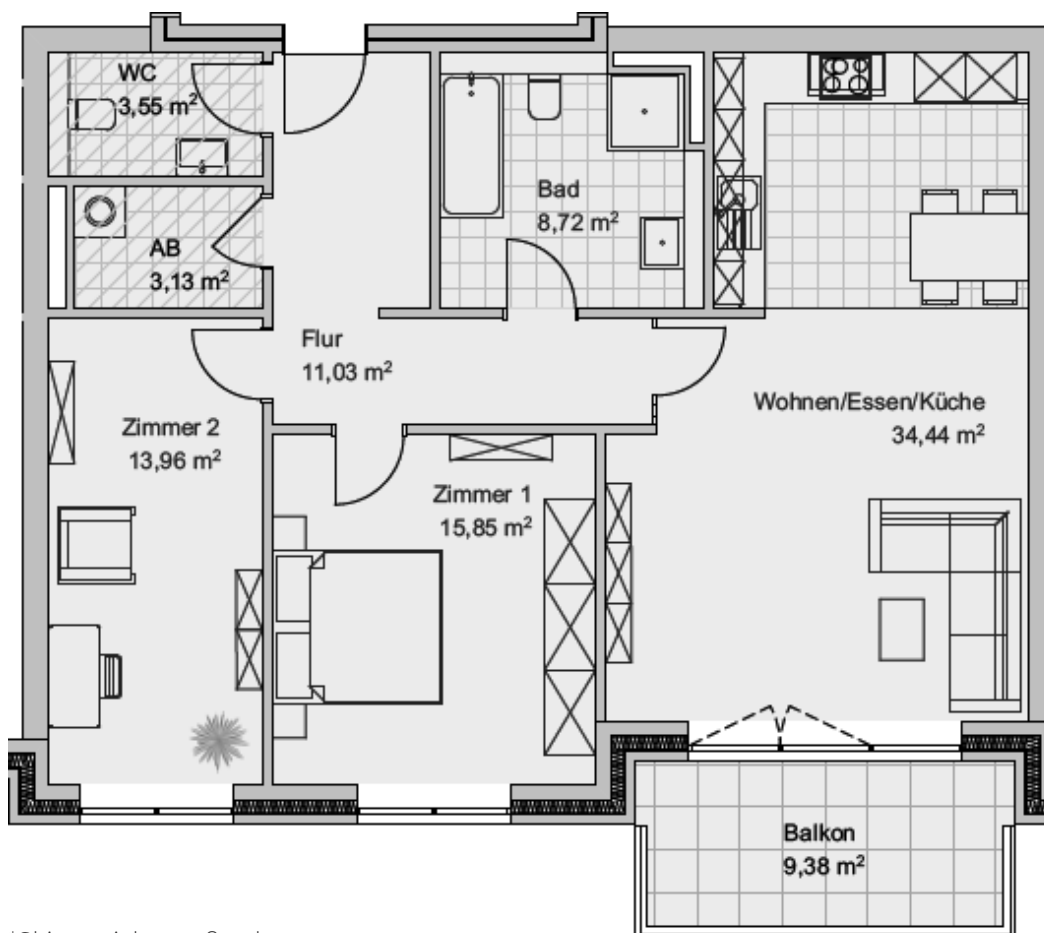 WC
3,55 m²
AB
3,13 m²
Bad
8,72 m²
Flur
11,03 m²
Wohnen/Essen/Küche
34,44 m²
Zimmer 2
13,96 m²
Zimmer 1
15,85 m²
Balkon
9,38 m²